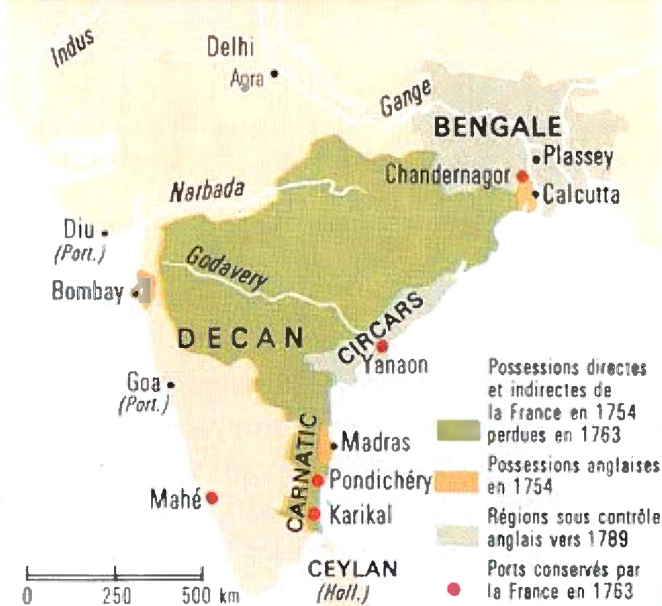 Indus
Delhi
Agra
Gange
BENGALE
Plassey
Chandernagor
Calcutta
Narbada
Diu
(Port.)
Godavery
Bombay
DECAN
CIRCARS
Yanaon
Goa
(Port.)
CARNATIC
Madras
Pondichéry
Mahé
Karikal
CEYLAN
(Holl.)
Possessions directes
et indirectes de
la France en 1754
perdues en 1763
Possessions anglaises
en 1754
Régions sous contrôle
anglais vers 1789
Ports conservés par
la France en 1763
0 250 500 km